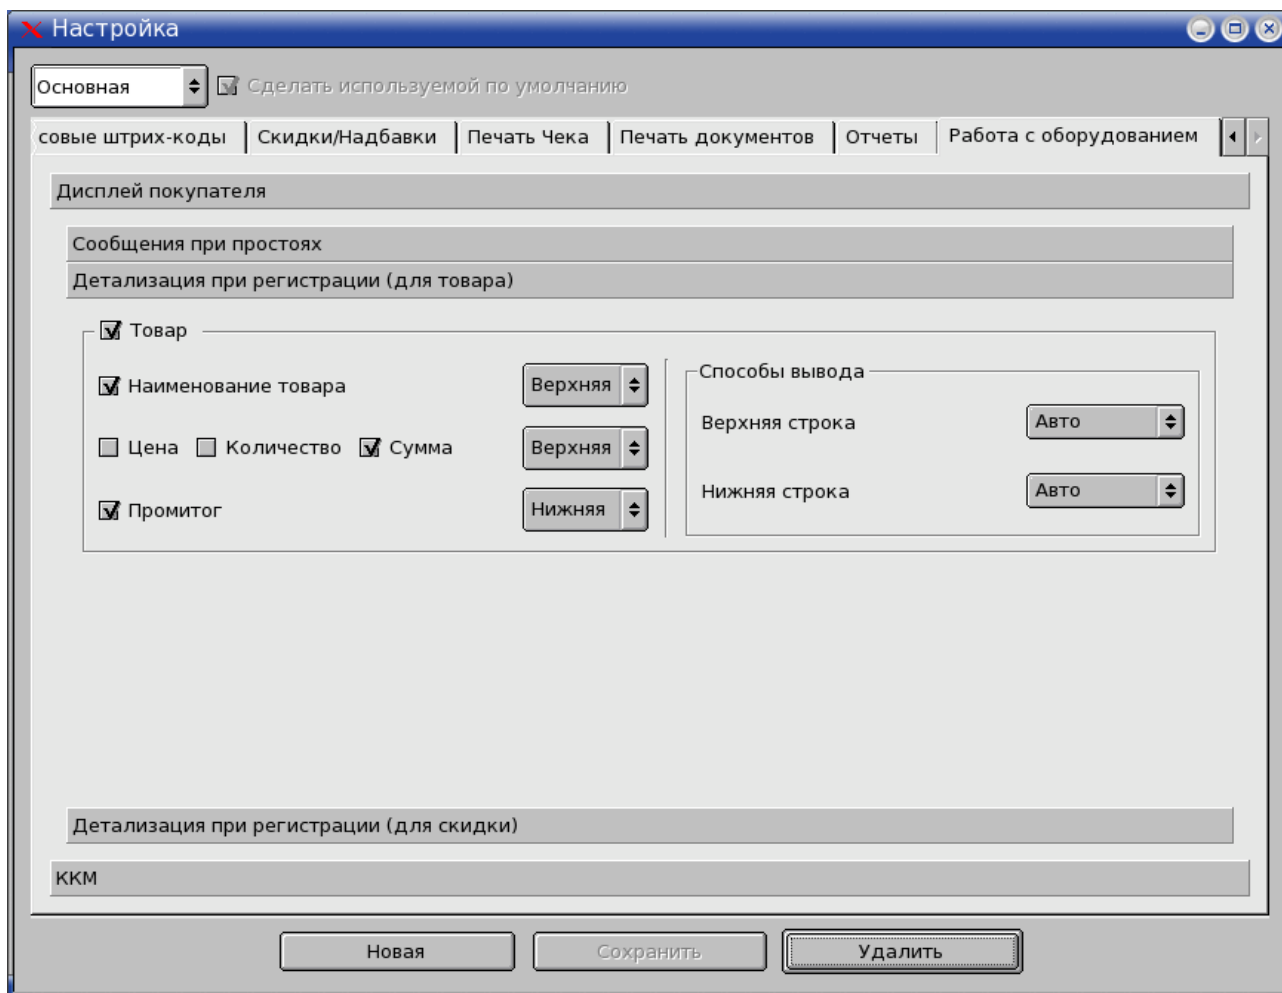 Настройка
Основная Сделать используемой по умолчанию
совые штрих-коды Скидки/Надбавки Печать Чека Печать документов Отчеты Работа с оборудованием
Дисплей покупателя
Сообщения при простоях
Детализация при регистрации (для товара)
Товар
Наименование товара Верхняя Способы вывода
Верхняя строка Авто
Цена Количество Сумма Верхняя
Нижняя строка Авто
Промитог Нижняя
Детализация при регистрации (для скидки)
ККМ
Новая Сохранить Удалить